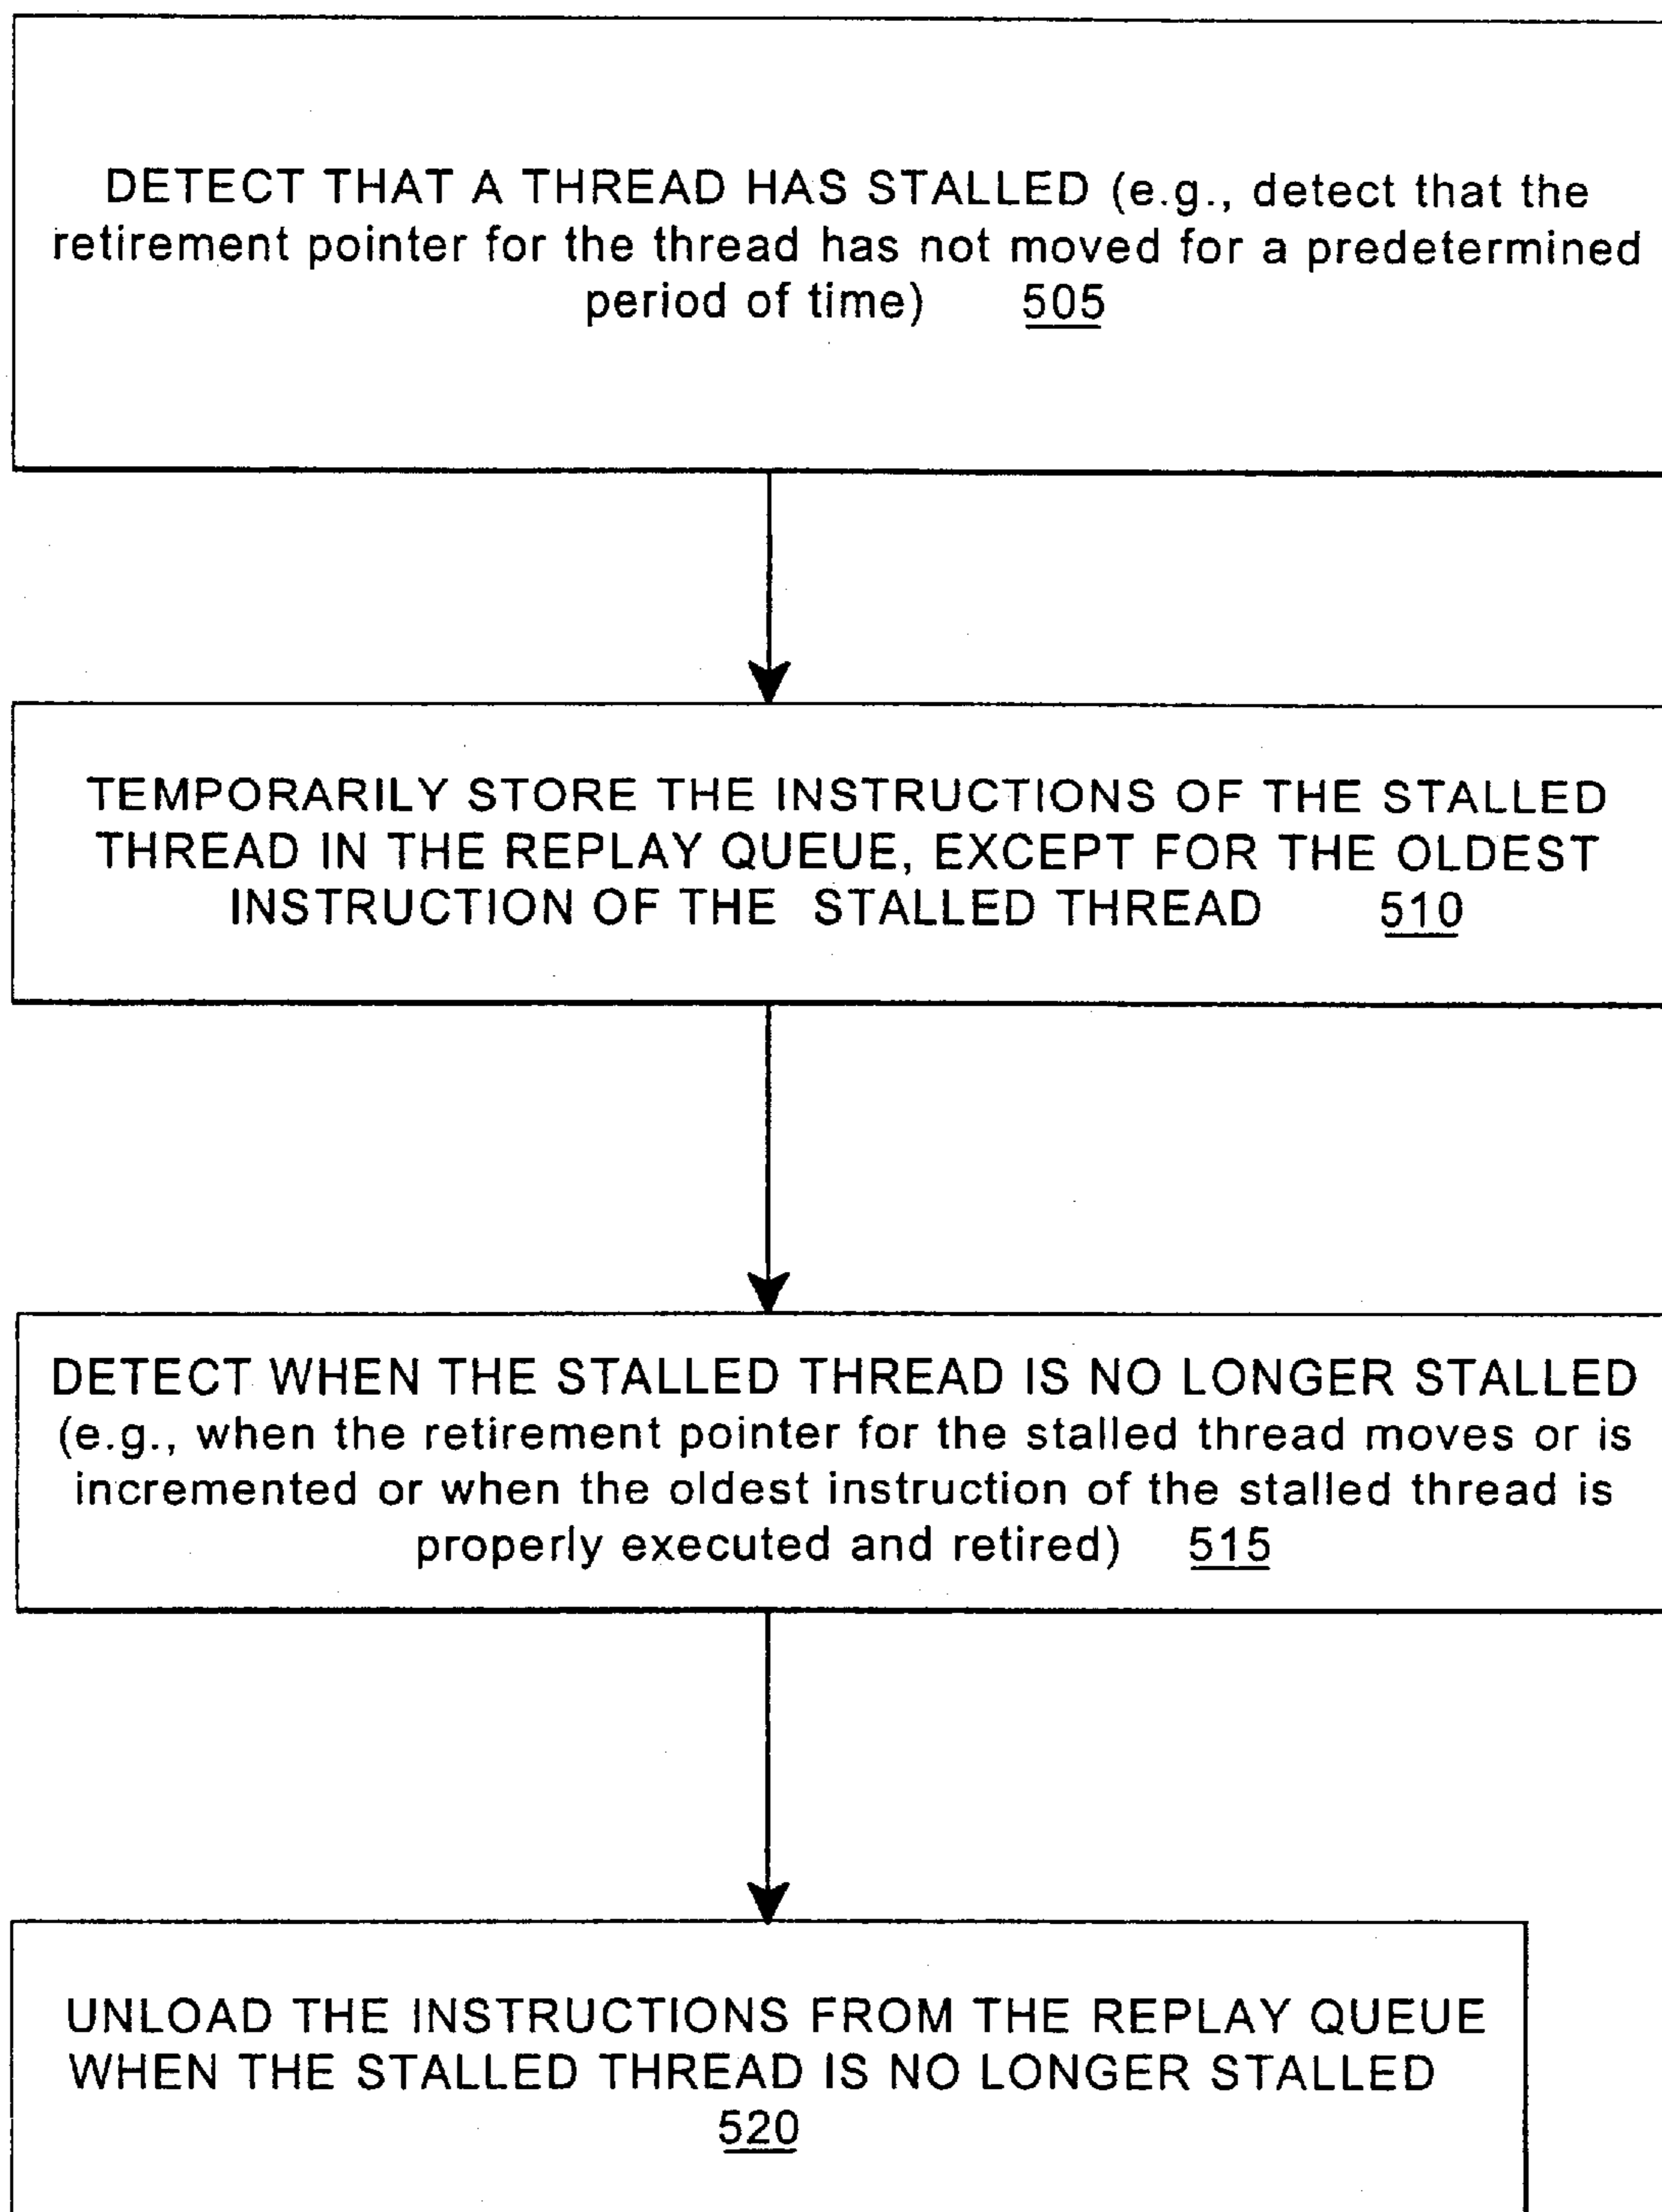 DETECT THAT A THREAD HAS STALLED (e.g., detect that the
retirement pointer for the thread has not moved for a predetermined
period of time) 505
TEMPORARILY STORE THE INSTRUCTIONS OF THE STALLED
THREAD IN THE REPLAY QUEUE, EXCEPT FOR THE OLDEST
INSTRUCTION OF THE STALLED THREAD 510
DETECT WHEN THE STALLED THREAD IS NO LONGER STALLED
(e.g., when the retirement pointer for the stalled thread moves or is
incremented or when the oldest instruction of the stalled thread is
properly executed and retired) 515
UNLOAD THE INSTRUCTIONS FROM THE REPLAY QUEUE
WHEN THE STALLED THREAD IS NO LONGER STALLED
520